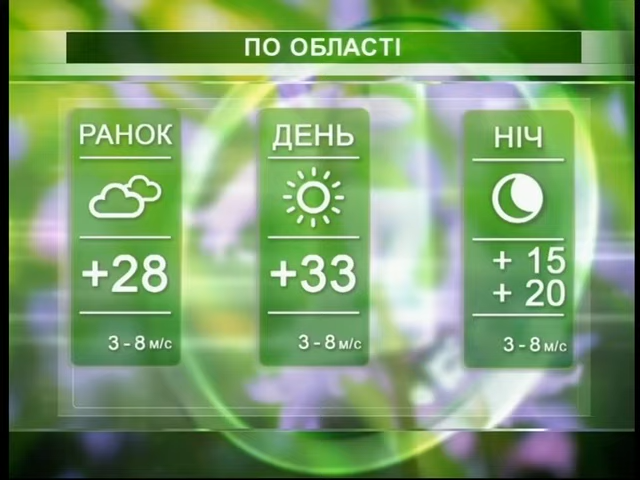 ПО ОБЛАСТІ
РАНОК
+28
3-8 м/с
ДЕНЬ
+33
3-8 м/с
НІЧ
+ 15
+ 20
3-8 м/с